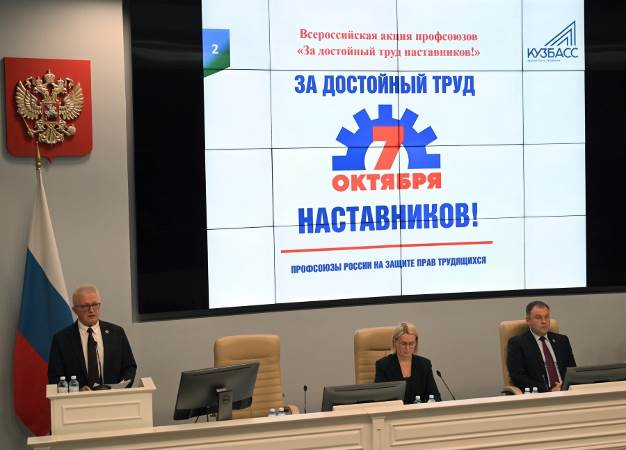 2
Всероссийская акция профсоюзов
«За достойный труд наставников!»
КУЗБАСС
ЗА ДОСТОЙНЫЙ ТРУД
7
ОКТЯБРЯ
НАСТАВНИКОВ!
ПРОФСОЮЗЫ РОССИИ НА ЗАЩИТЕ ПРАВ ТРУДЯЩИХСЯ